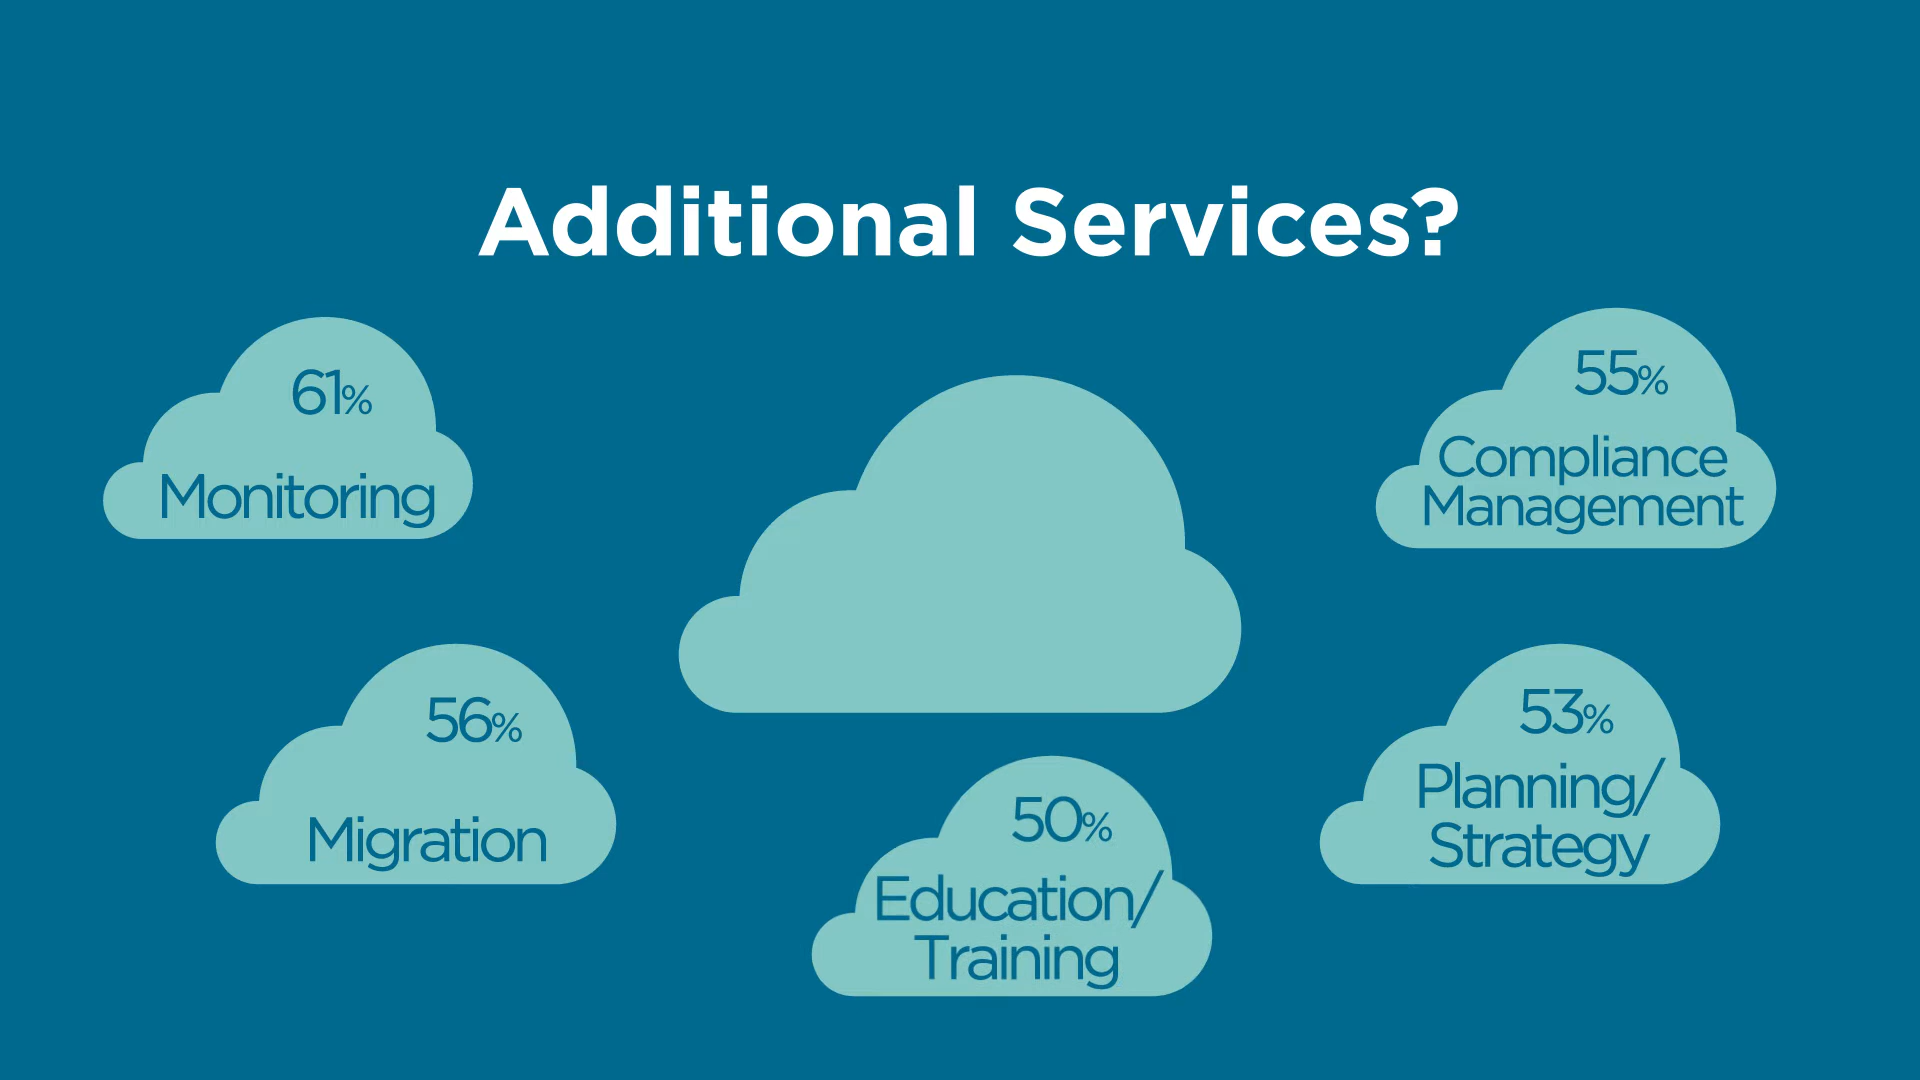 Additional Services?
61%
Monitoring
55%
Compliance
Management
56%
Migration
53%
Planning/
Strategy
50%
Education/
Training